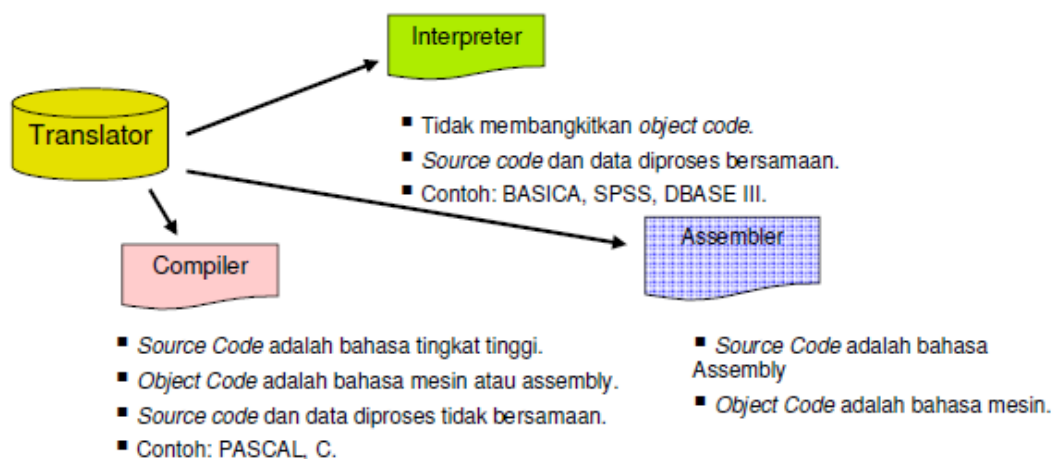 Interpreter
Translator
■ Tidak membangkitkan object code.
■ Source code dan data diproses bersamaan.
■ Contoh: BASICA, SPSS, DBASE III.
Assembler
Compiler
■ Source Code adalah bahasa tingkat tinggi.
■ Object Code adalah bahasa mesin atau assembly.
■ Source code dan data diproses tidak bersamaan.
■ Contoh: PASCAL, C.
■ Source Code adalah bahasa
Assembly
■ Object Code adalah bahasa mesin.